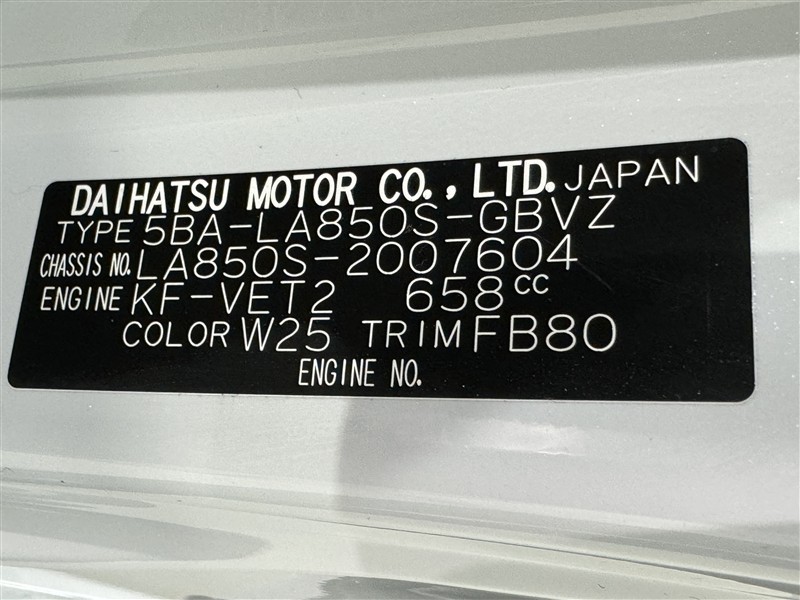 DAIHATSU MOTOR CO., LTD. JAPAN
TYPE 5BA-LA850S-GBVZ
CHASSIS NO. LA850S-2007604
ENGINE KF-VET2 658cc
COLOR W25 TRIM FB80
ENGINE NO.